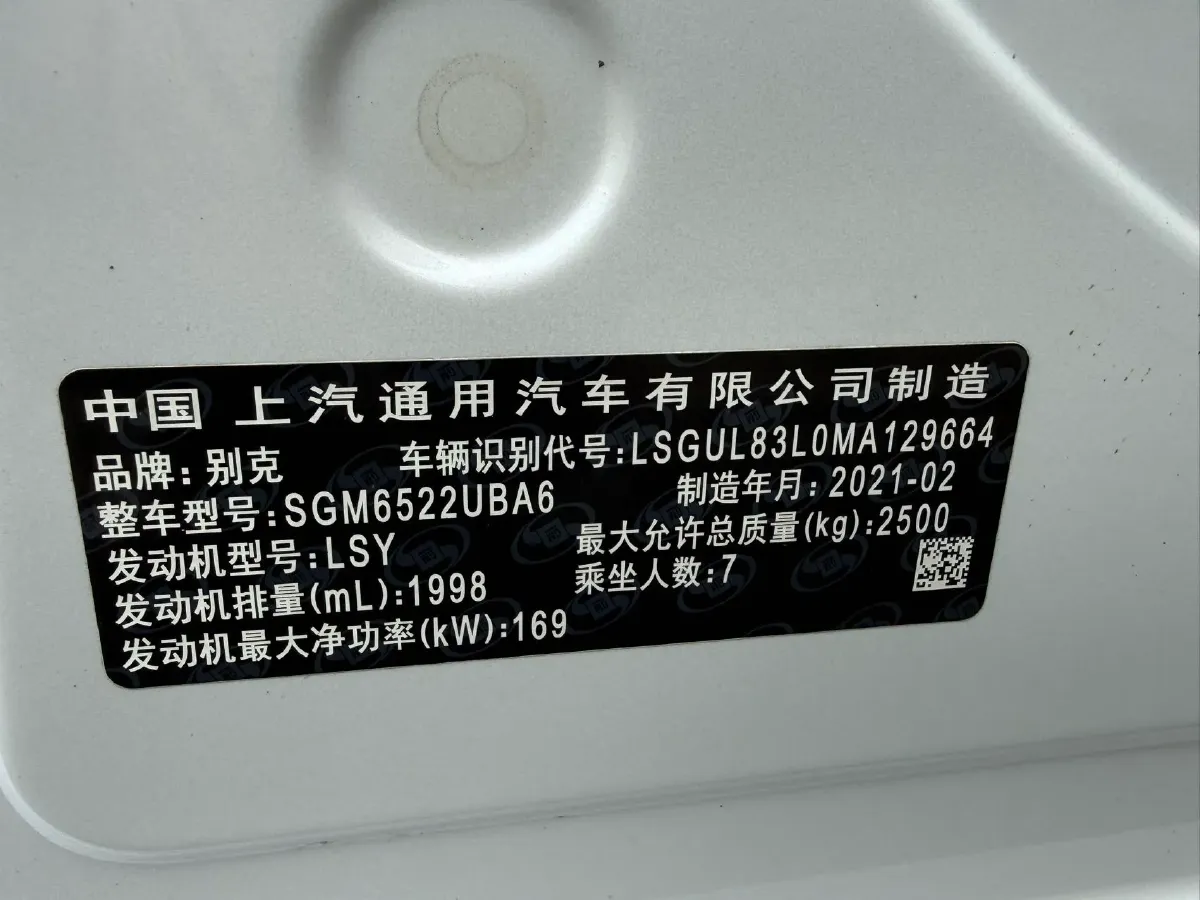 中国 上汽通用汽车有限公司制造
品牌: 别克 车辆识别代号:LSGUL83L0MA129664
整车型号:SGM6522UBA6 制造年月: 2021-02
发动机型号:LSY 最大允许总质量(kg):2500
发动机排量(mL):1998 乘坐人数:7
发动机最大净功率(kW):169